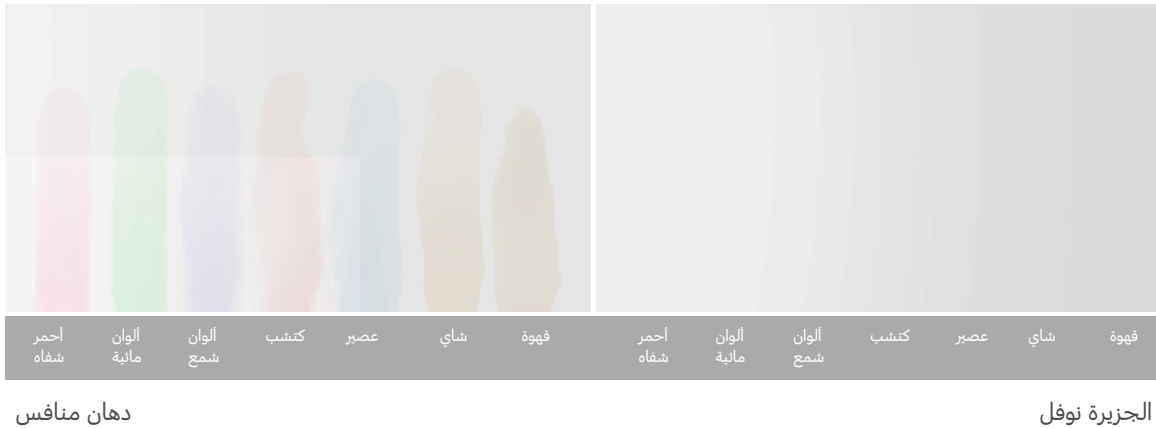 قهوة شاي عصير كتشب ألوان شمع ألوان مائية أحمر شفاه
قهوة شاي عصير كتشب ألوان شمع ألوان مائية أحمر شفاه
الجزيرة نوفل
دهان منافس